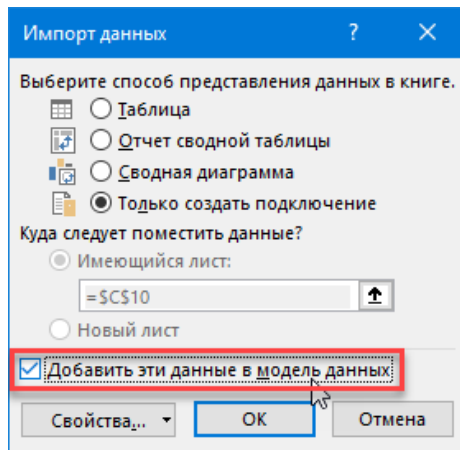 Импорт данных
Выберите способ представления данных в книге.
Таблица
Отчет сводной таблицы
Сводная диаграмма
Только создать подключение
Куда следует поместить данные?
Имеющийся лист:
=$C$10
Новый лист
Добавить эти данные в модель данных
Свойства... ОК Отмена